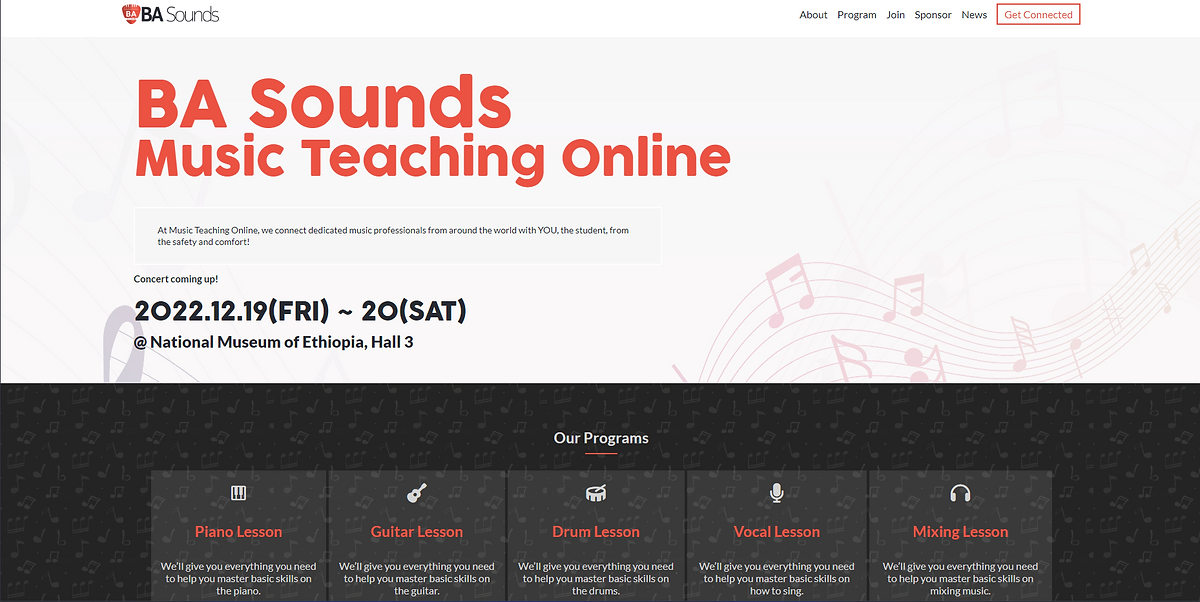 BA BA Sounds
About Program Join Sponsor News Get Connected
BA Sounds
Music Teaching Online
At Music Teaching Online, we connect dedicated music professionals from around the world with YOU, the student, from
the safety and comfort!
Concert coming up!
2022.12.19(FRI) ~ 20(SAT)
@ National Museum of Ethiopia, Hall 3
Our Programs
Piano Lesson
We’ll give you everything you need
to help you master basic skills on
the piano.
Guitar Lesson
We’ll give you everything you need
to help you master basic skills on
the guitar.
Drum Lesson
We’ll give you everything you need
to help you master basic skills on
the drums.
Vocal Lesson
We’ll give you everything you need
to help you master basic skills on
how to sing.
Mixing Lesson
We’ll give you everything you need
to help you master basic skills on
mixing music.